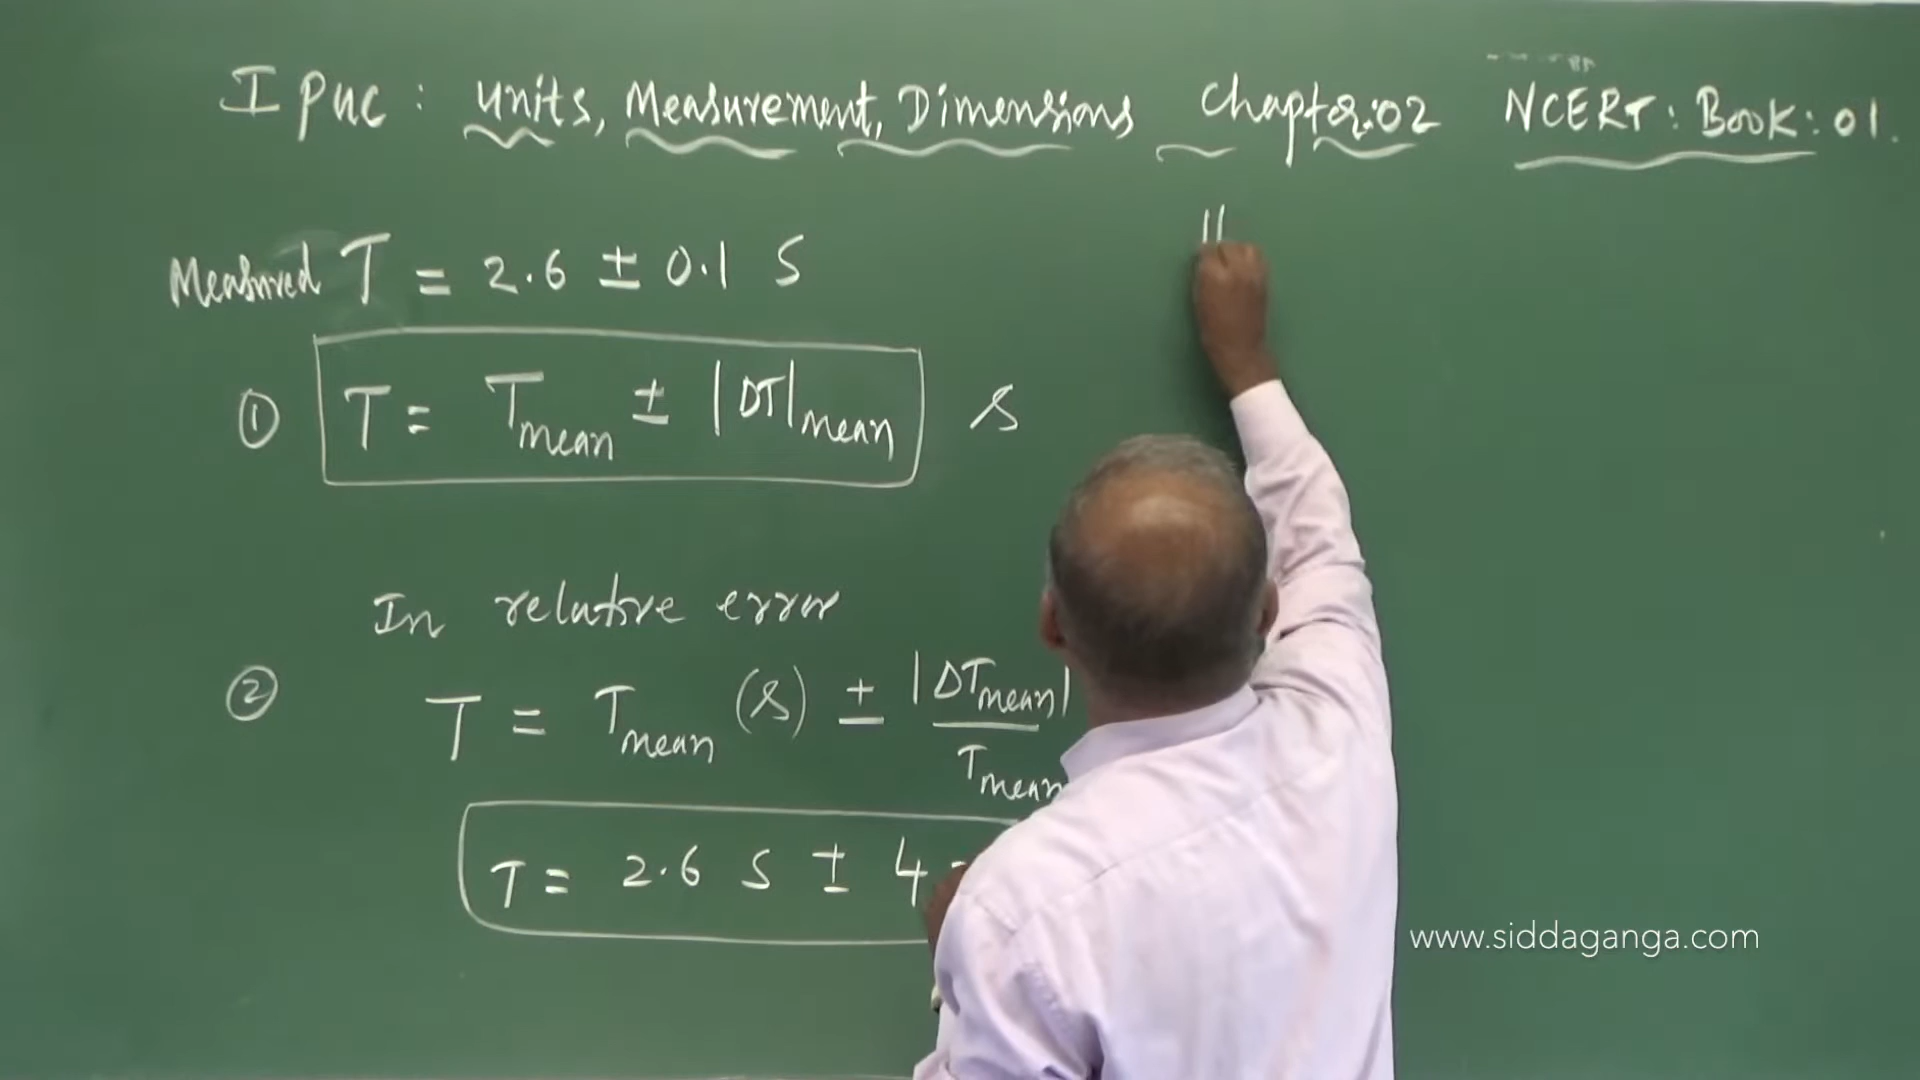 I PUC : Units, Measurement, Dimensions Chapter:02 NCERT: Book: 01.
Measured T = 2.6 ± 0.1 S
① T = Tmean ± |ΔT|mean s
In relative error
② T = Tmean (s) ± |ΔTmean| / Tmean
T = 2.6 S ± 4
www.siddaganga.com